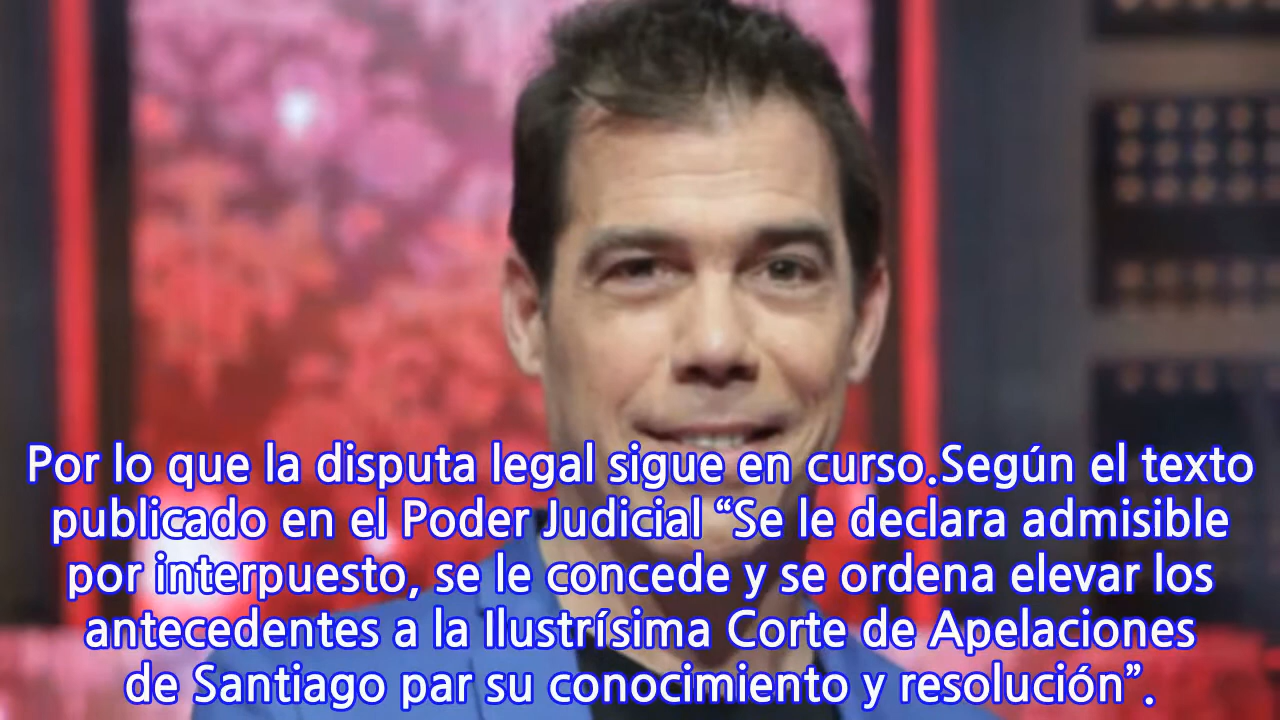 Por lo que la disputa legal sigue en curso.Según el texto
publicado en el Poder Judicial “Se le declara admisible
por interpuesto, se le concede y se ordena elevar los
antecedentes a la Ilustrísima Corte de Apelaciones
de Santiago par su conocimiento y resolución”.